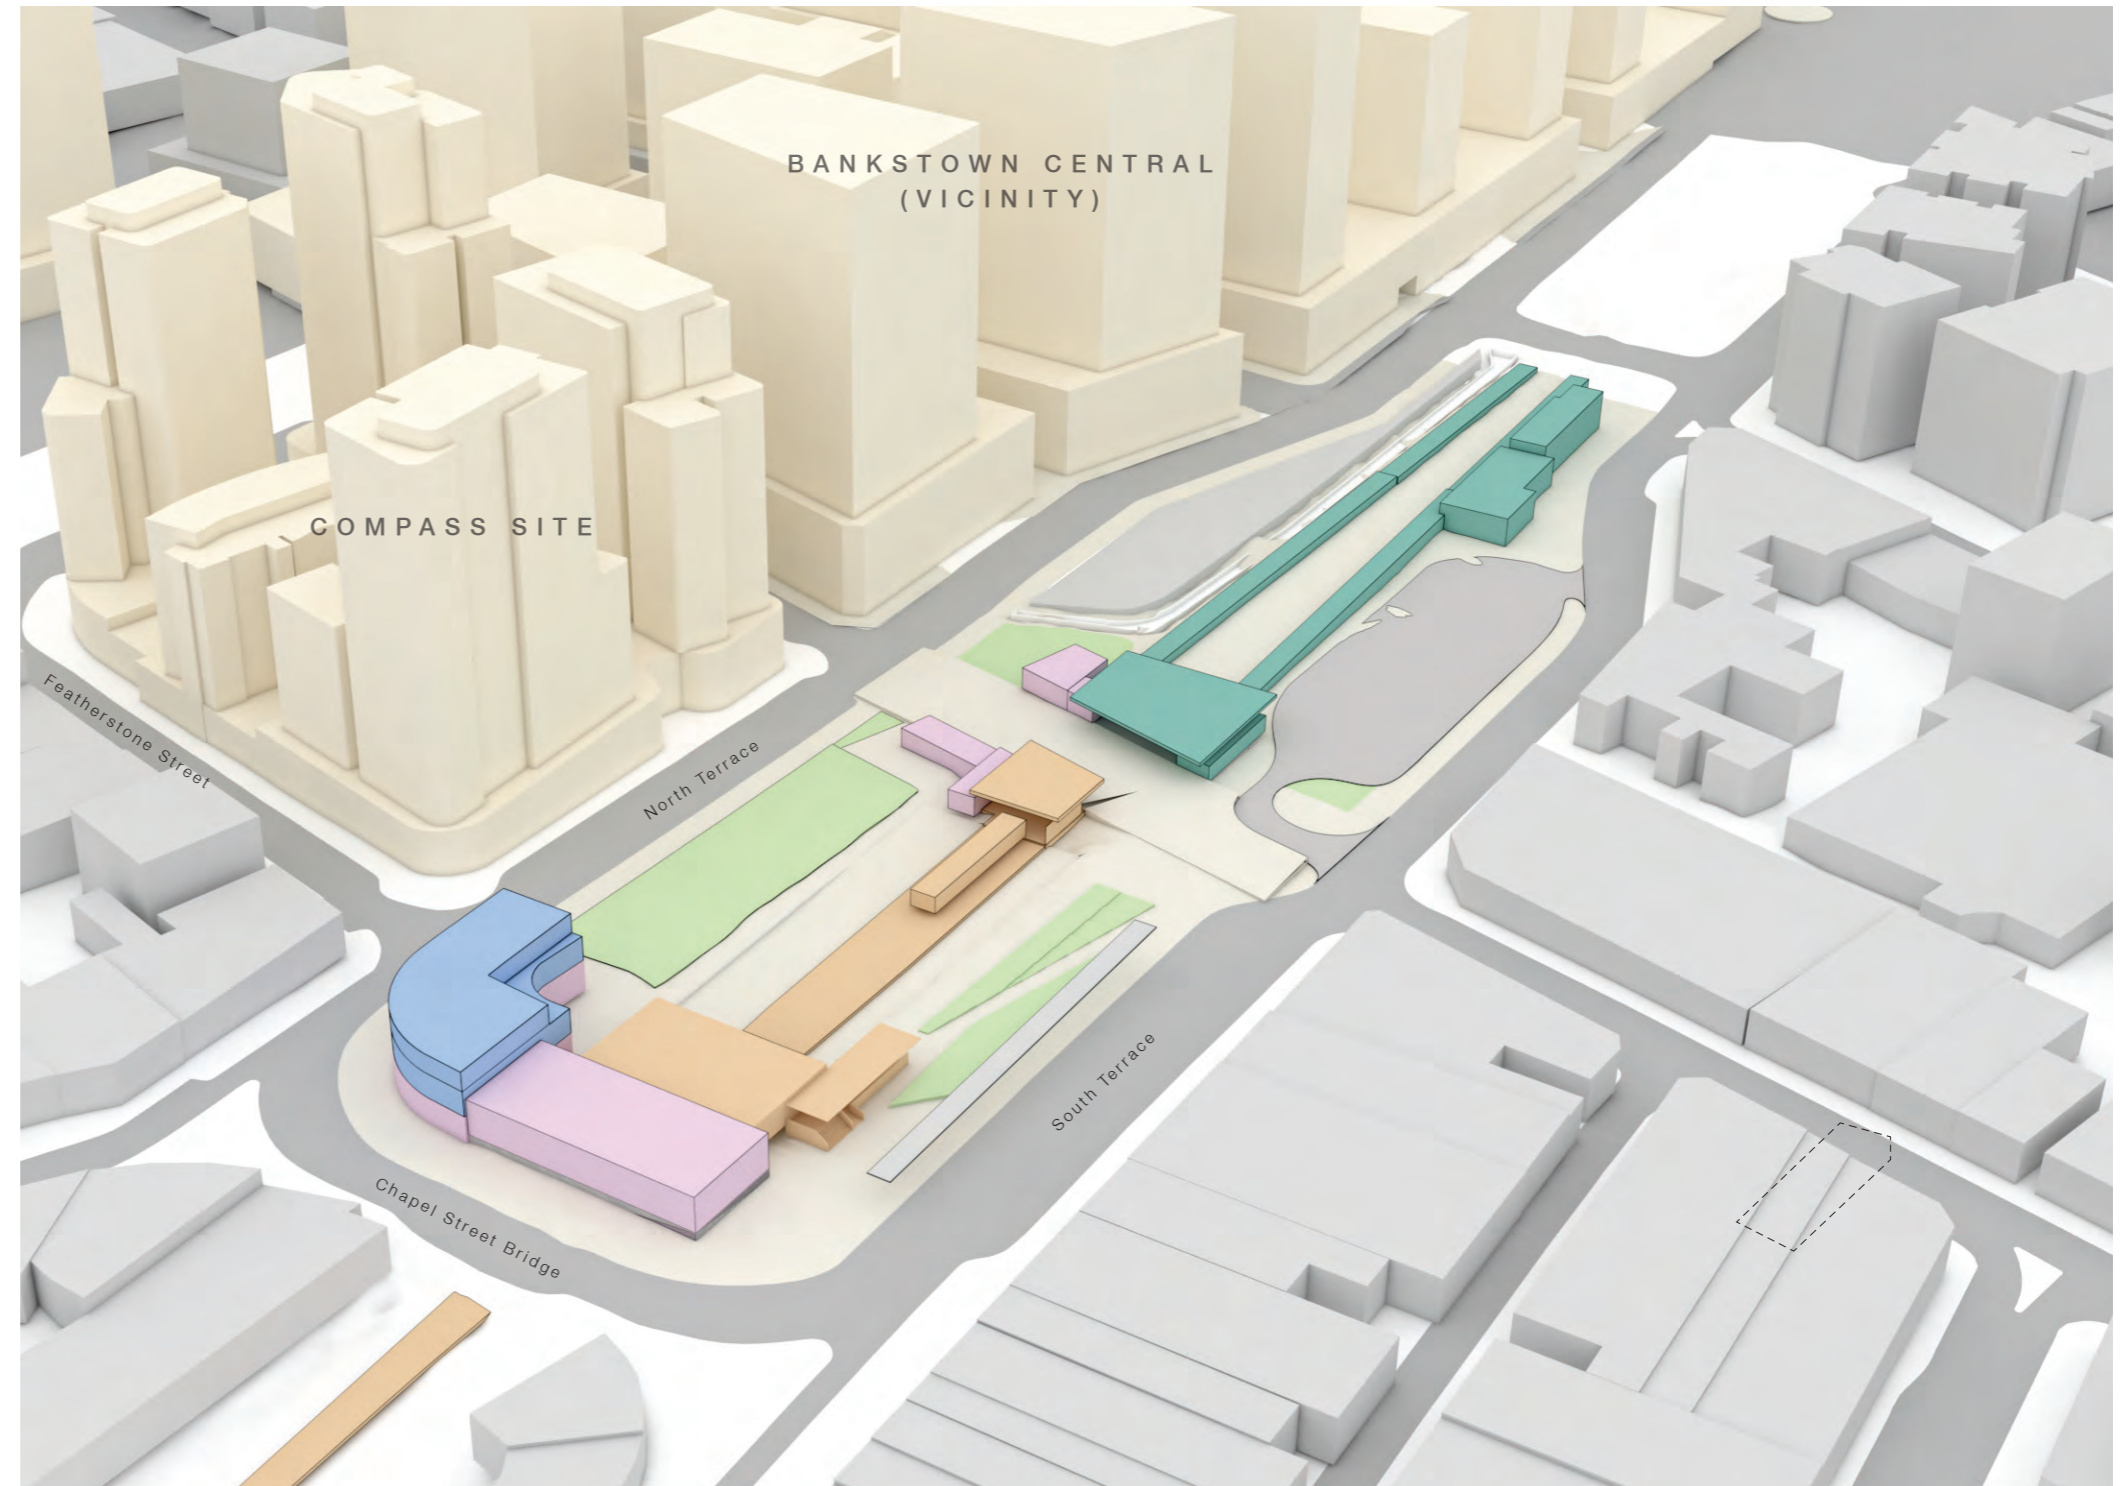 BANKSTOWN CENTRAL
(VICINITY)
COMPASS SITE
Featherstone Street
North Terrace
South Terrace
Chapel Street Bridge